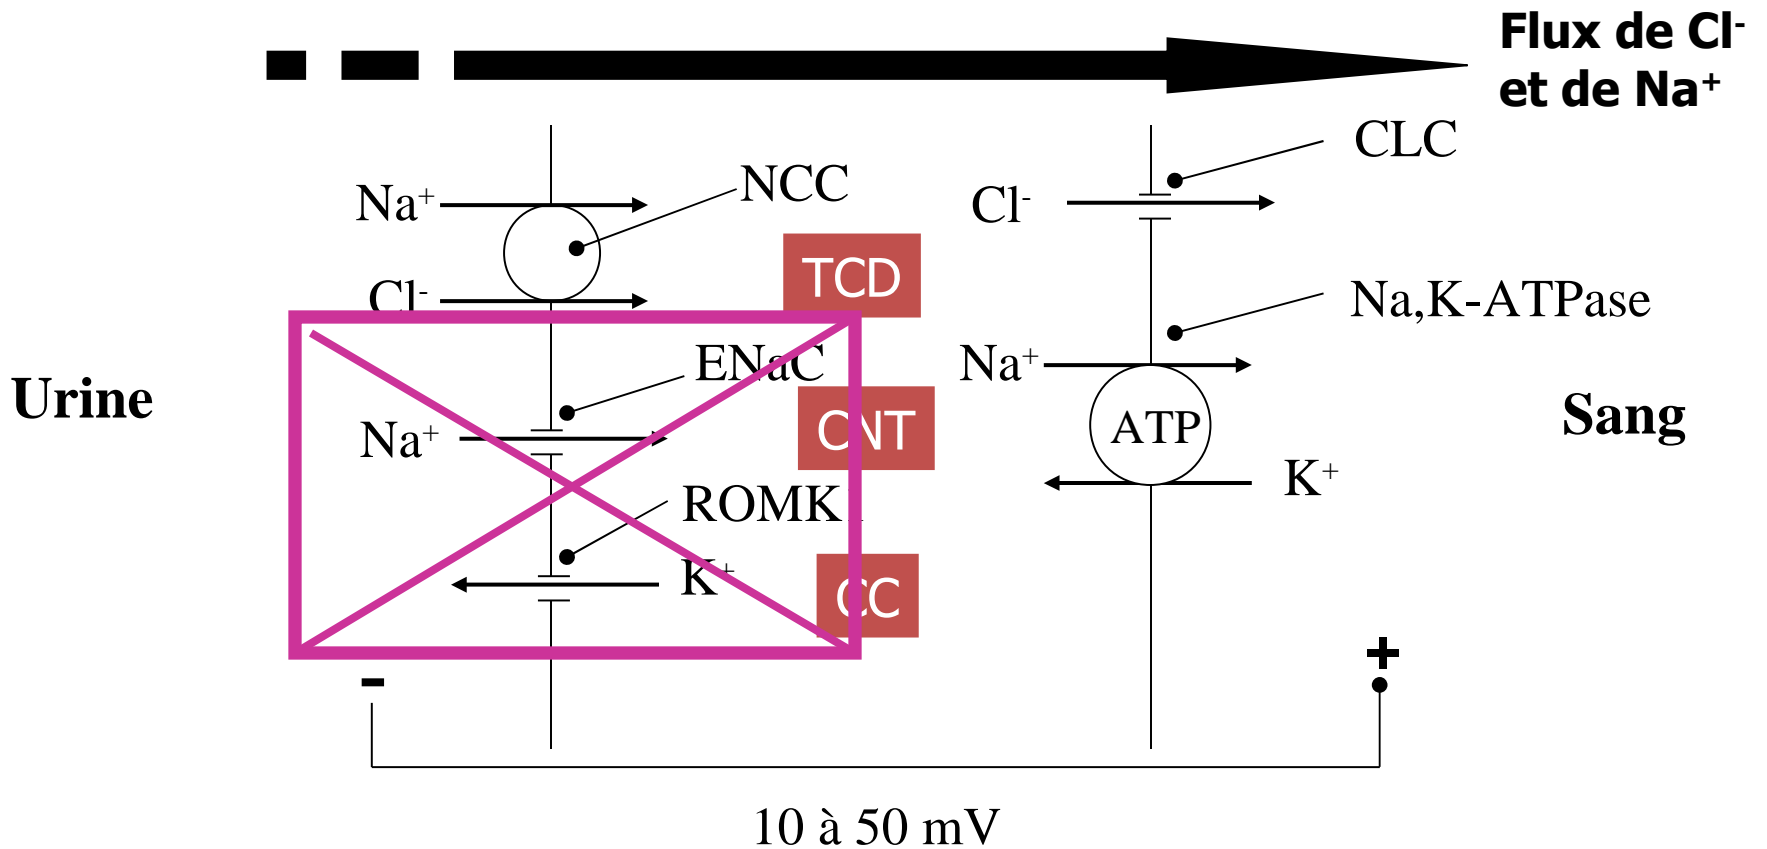 Flux de Cl-
et de Na+
CLC
NCC
Na+
Cl-
TCD
Cl-
Na,K-ATPase
ENaC
Na+
Urine
CNT
Na+
ATP
Sang
K+
ROMK1
K+
CC
-
+
10 à 50 mV